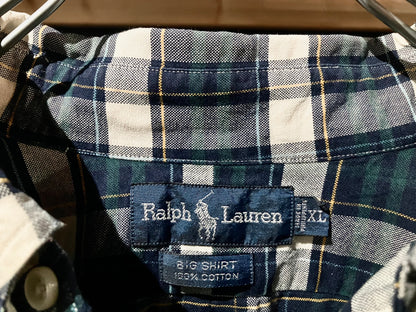 Ralph Lauren
XL
BIG SHIRT
100% COTTON